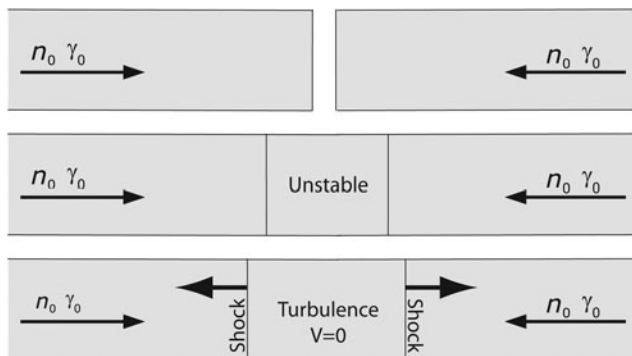 n₀ γ₀ n₀ γ₀
n₀ γ₀ Unstable n₀ γ₀
n₀ γ₀ Shock Turbulence Shock n₀ γ₀
V=0